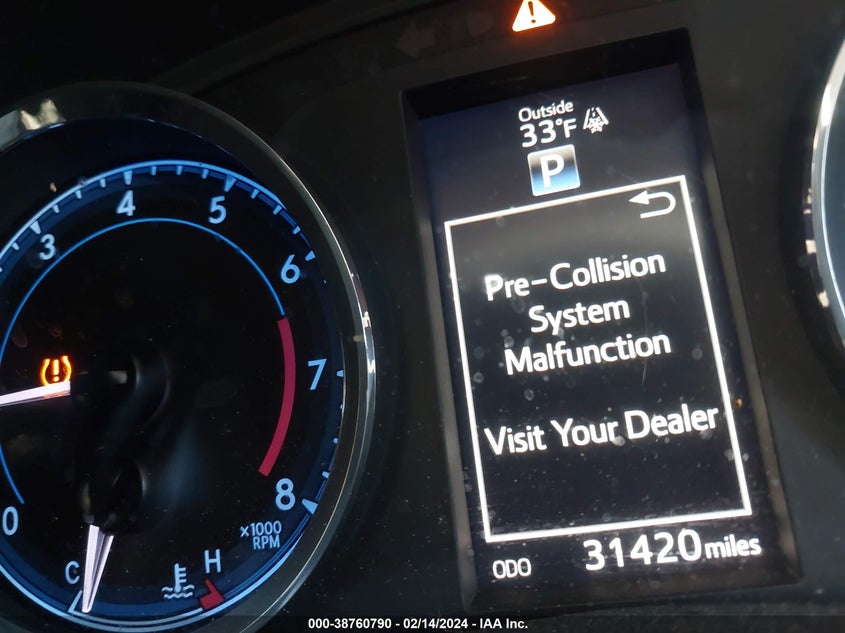 Outside
33°F
P
Pre-Collision
System
Malfunction
Visit Your Dealer
ODO 31420 miles
0
3
4
5
6
7
8
x1000
RPM
C
H
000-38760790 - 02/14/2024 - IAA Inc.